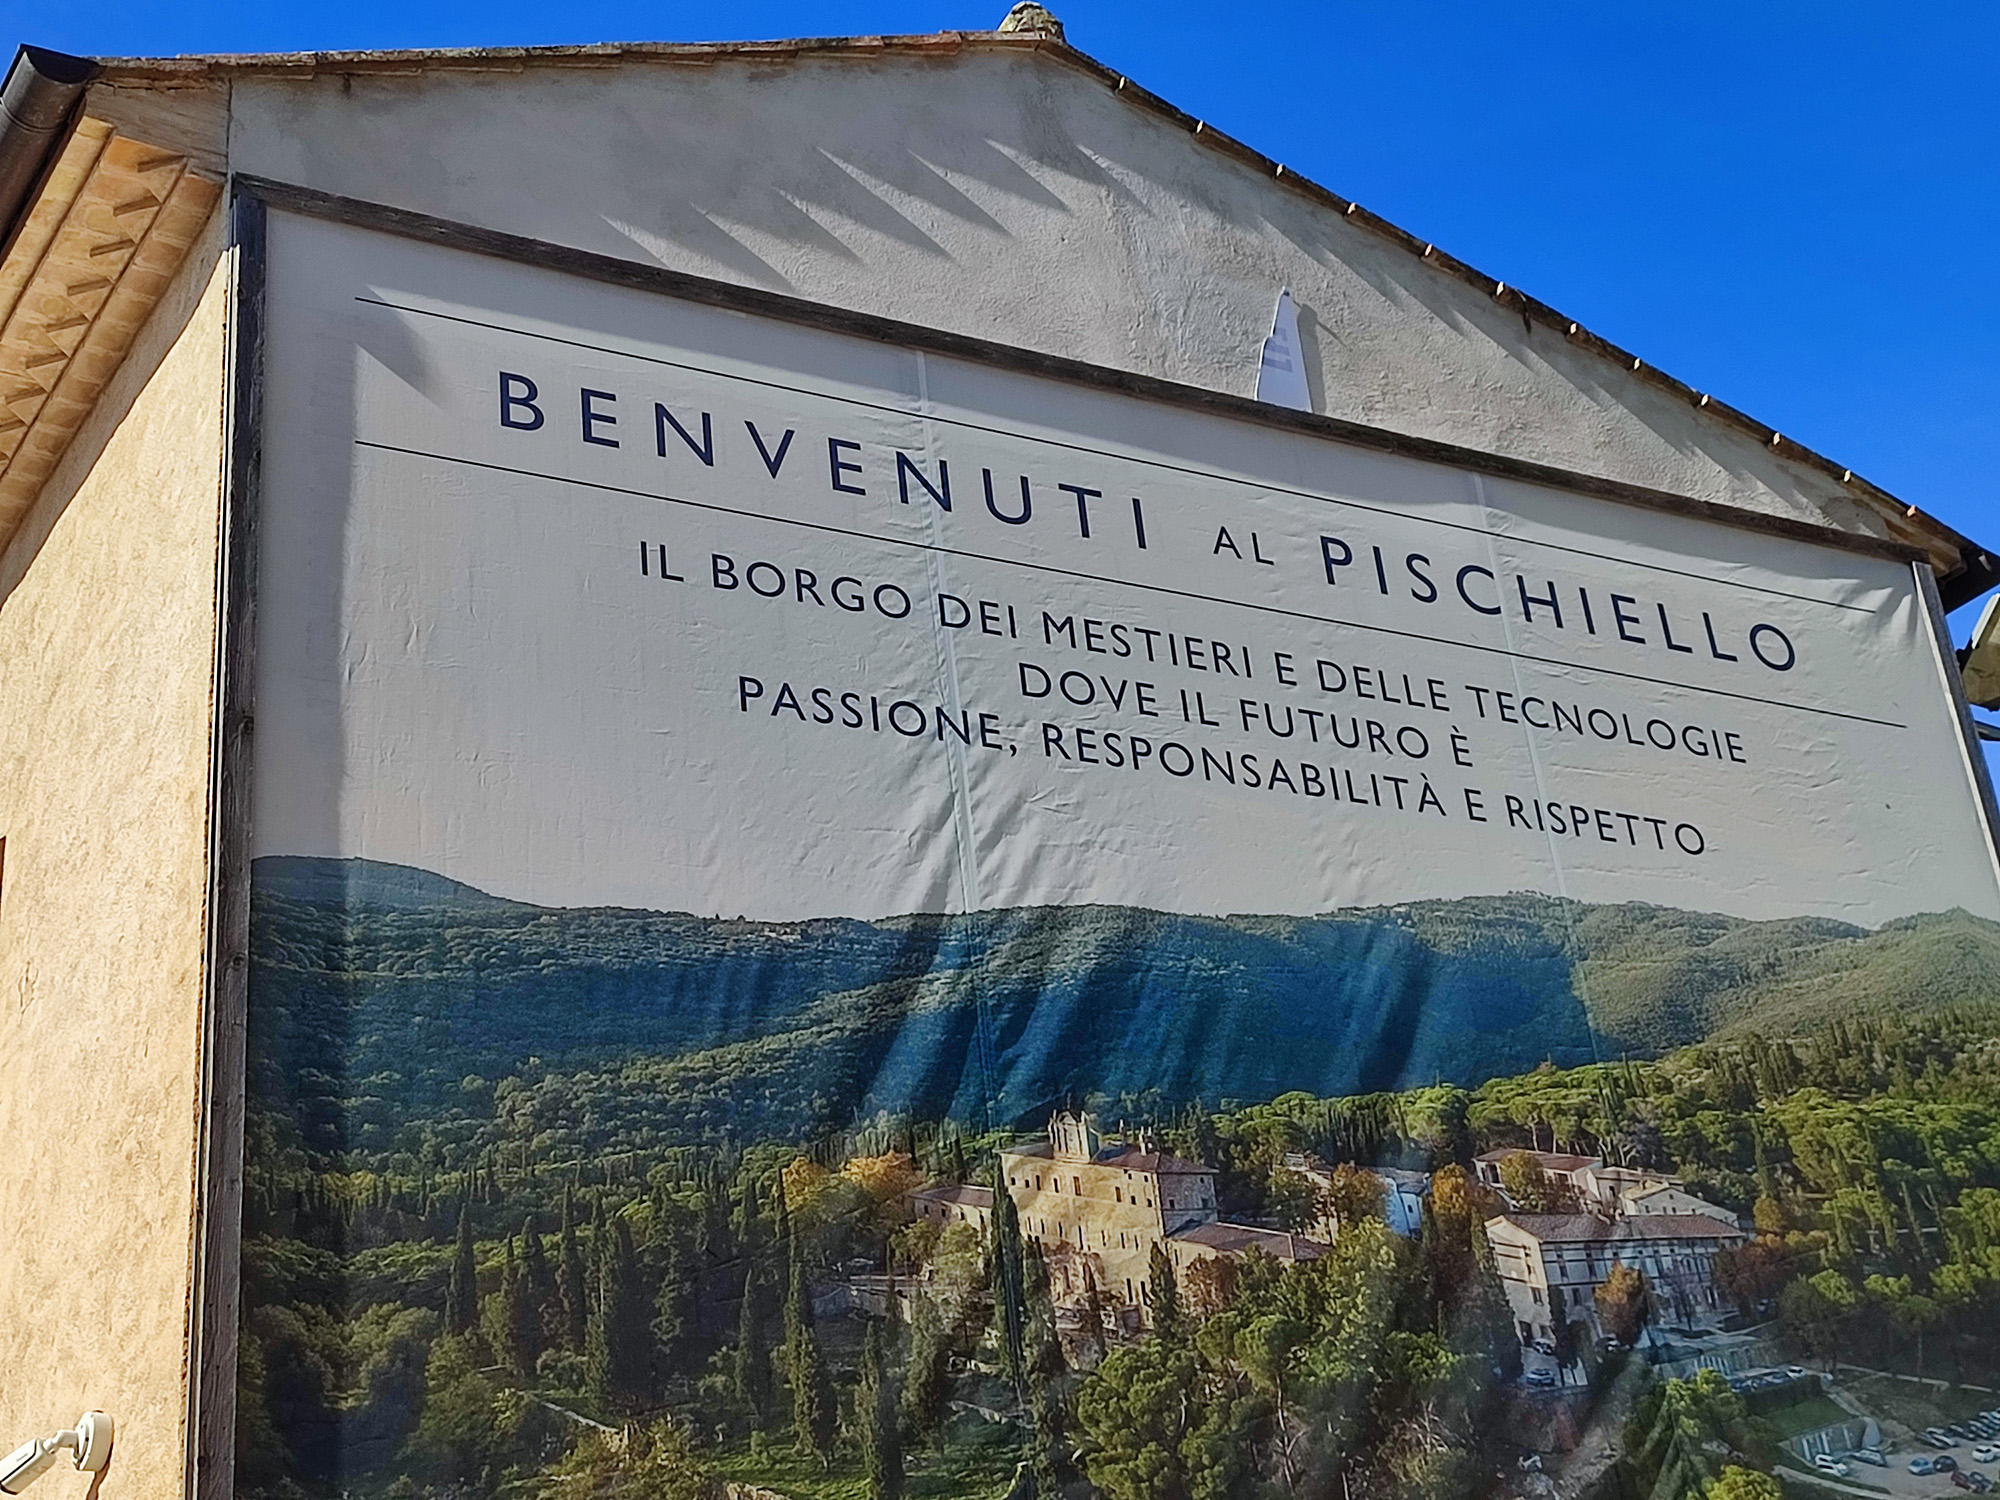 BENVENUTI AL PISCHIELLO
IL BORGO DEI MESTIERI E DELLE TECNOLOGIE
DOVE IL FUTURO È
PASSIONE, RESPONSABILITÀ E RISPETTO